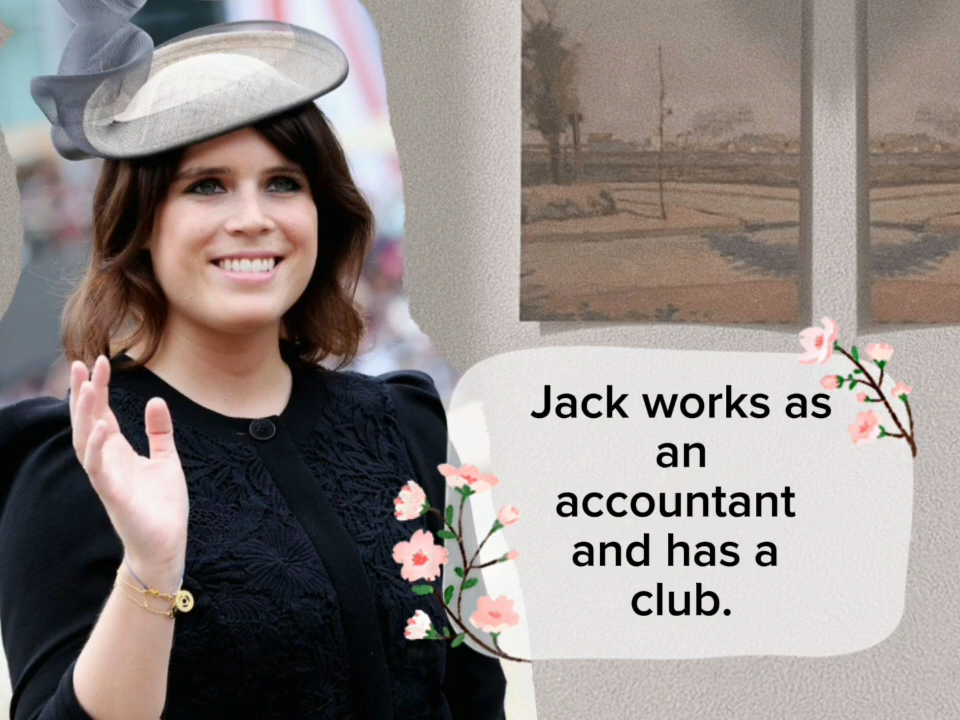 Jack works as
an
accountant
and has a
club.